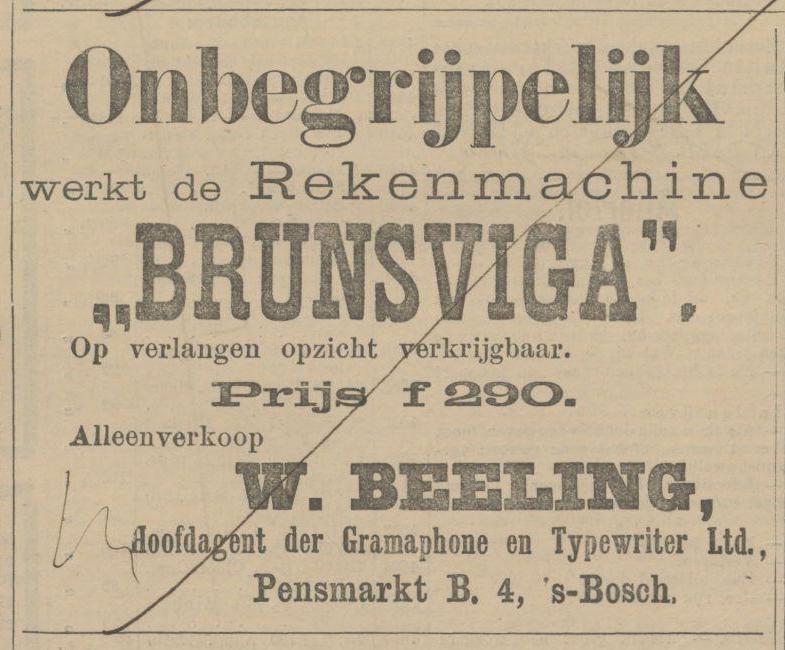 Onbegrijpelijk
werkt de Rekenmachine
„BRUNSVIGA”.
Op verlangen opzicht verkrijgbaar.
Prijs f 290.
Alleenverkoop
W. BEELING,
Hoofdagent der Gramaphone en Typewriter Ltd.,
Pensmarkt B. 4, 's-Bosch.